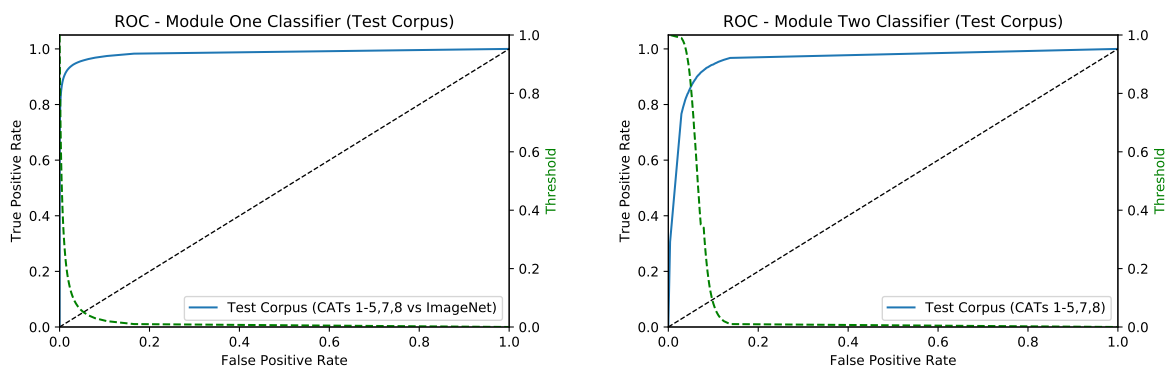 ROC - Module One Classifier (Test Corpus)
True Positive Rate
1.0
0.8
0.6
0.4
0.2
0.0
1.0
0.8
0.6
0.4
0.2
0.0
Threshold
Test Corpus (CATs 1-5,7,8 vs ImageNet)
0.0 0.2 0.4 0.6 0.8 1.0
False Positive Rate
ROC - Module Two Classifier (Test Corpus)
True Positive Rate
1.0
0.8
0.6
0.4
0.2
0.0
1.0
0.8
0.6
0.4
0.2
0.0
Threshold
Test Corpus (CATs 1-5,7,8)
0.0 0.2 0.4 0.6 0.8 1.0
False Positive Rate